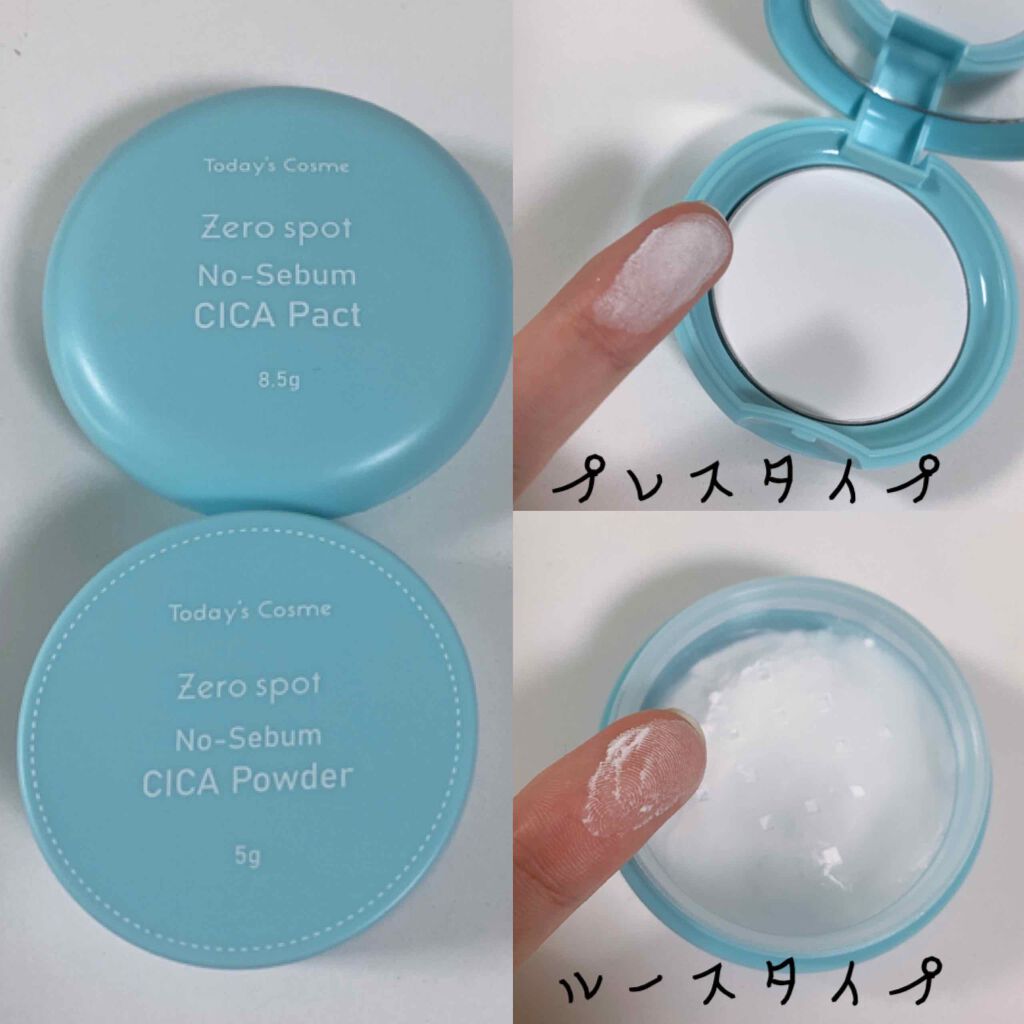 Today's Cosme
Zero spot
No-Sebum
CICA Pact
8.5g
Today's Cosme
Zero spot
No-Sebum
CICA Powder
5g
プレスタイプ
ルースタイプ